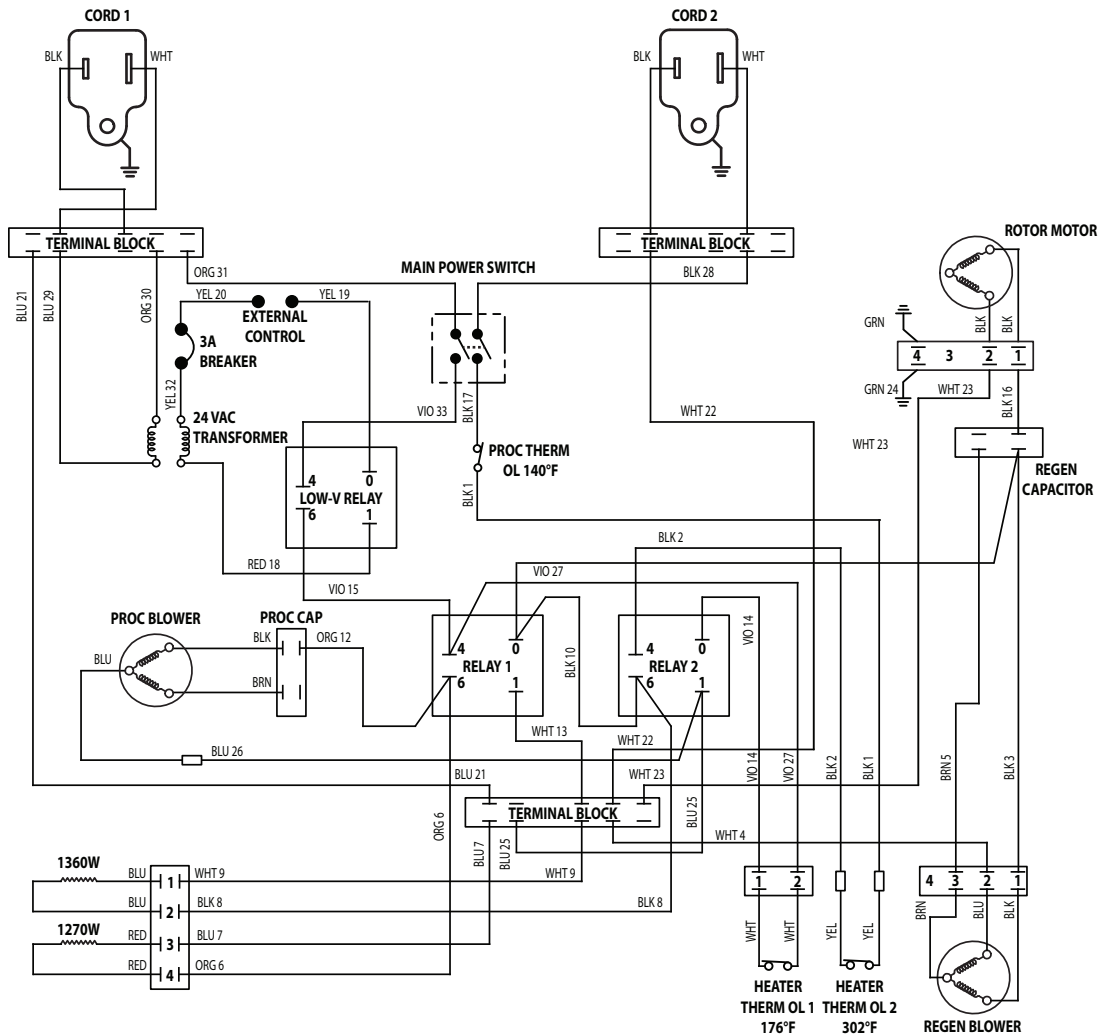 CORD 1
CORD 2
BLK
WHT
BLK
WHT
TERMINAL BLOCK
TERMINAL BLOCK
ROTOR MOTOR
BLU 21
BLU 29
ORG 30
ORG 31
MAIN POWER SWITCH
BLK 28
YEL 20
YEL 19
EXTERNAL
CONTROL
3A
BREAKER
GRN
BLK
BLK
4
3
2
1
YEL 32
24 VAC
TRANSFORMER
VIO 33
BLK 17
WHT 22
GRN 24
WHT 23
BLK 16
WHT 23
PROC THERM
OL 140°F
REGEN
CAPACITOR
4
0
LOW-V RELAY
6
1
BLK 1
BLK 2
RED 18
VIO 27
VIO 15
PROC BLOWER
PROC CAP
BLU
BLK
ORG 12
BRN
4
0
RELAY 1
6
1
BLK 10
4
0
RELAY 2
6
1
VIO 14
WHT 13
WHT 22
BLU 26
BLU 21
WHT 23
VIO 14
VIO 27
BLK 2
BLK 1
BRN 5
BLK 3
TERMINAL BLOCK
ORG 6
BLU 7
BLU 25
BLU 25
WHT 4
1360W
BLU
1
WHT 9
WHT 9
BLU
2
BLK 8
BLK 8
1270W
RED
3
BLU 7
RED
4
ORG 6
1
2
WHT
WHT
YEL
YEL
4
3
2
1
BRN
BLU
BLK
HEATER
THERM OL 1
176°F
HEATER
THERM OL 2
302°F
REGEN BLOWER